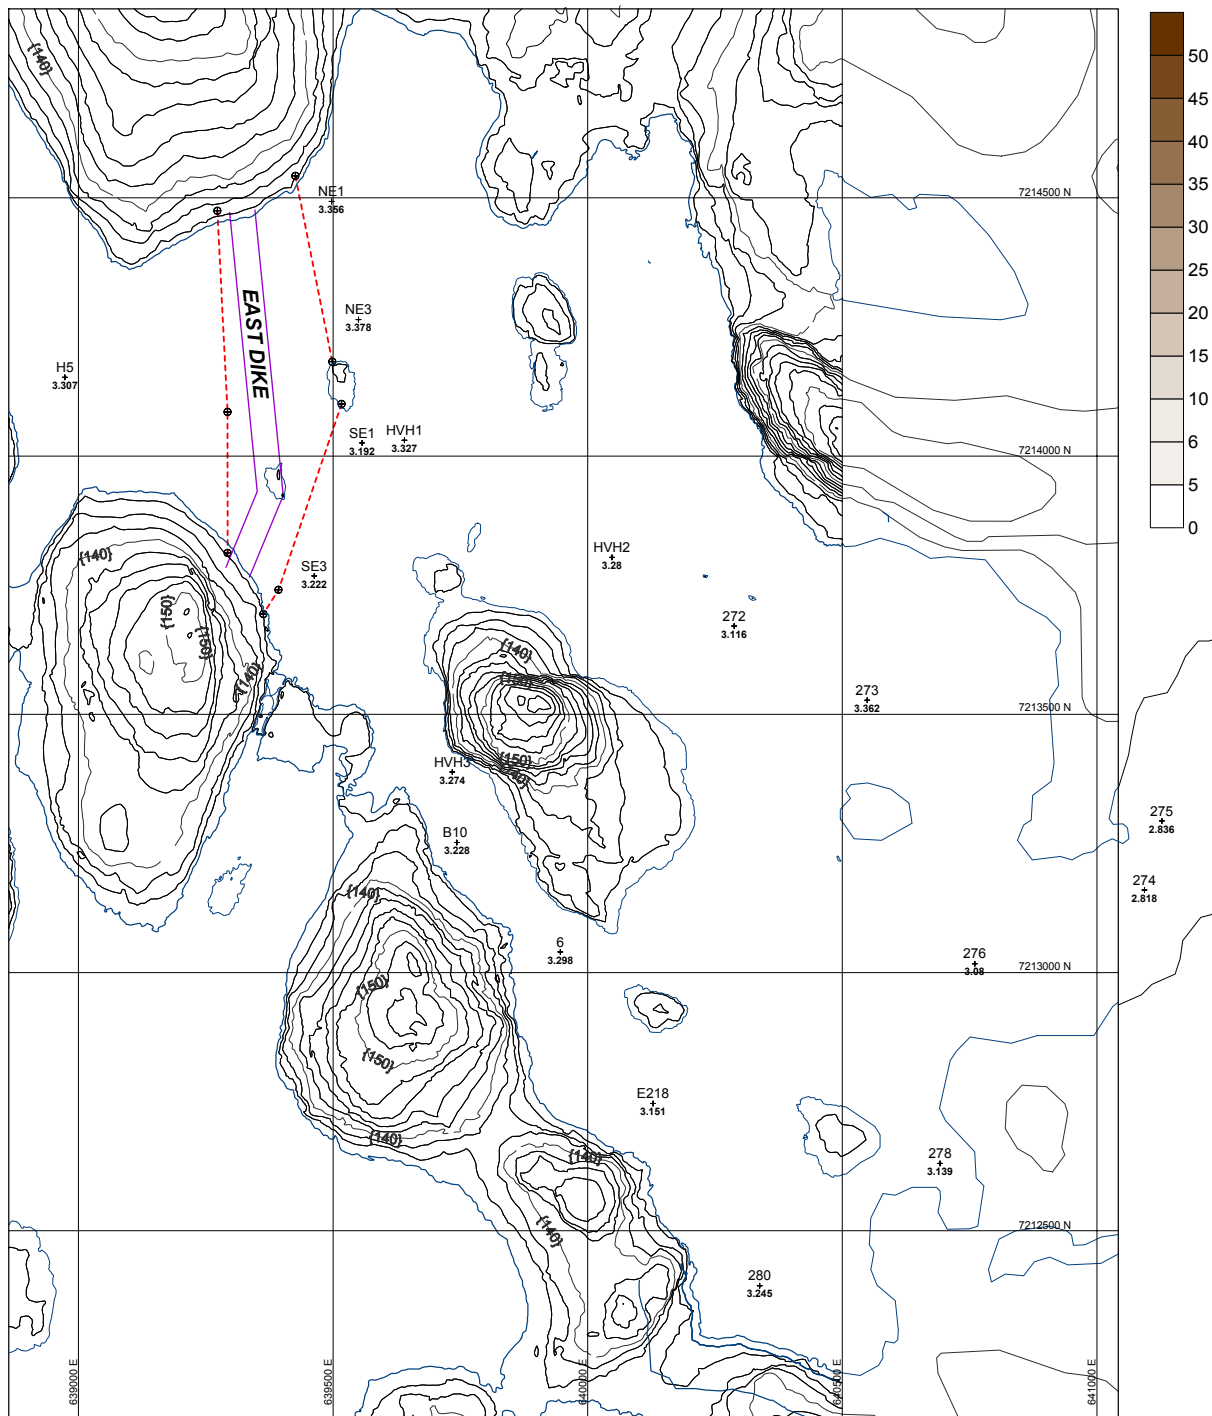 {140}
50
45
40
35
30
25
20
15
10
6
5
0
NE1
3.356
7214500 N
EAST DIKE
NE3
3.378
H5
3.307
SE1
3.192
HVH1
3.327
7214000 N
{140}
HVH2
3.28
SE3
3.222
{150}
{150}
{140}
272
3.116
{140}
{150}
273
3.362
7213500 N
{150}
{140}
HVH3
3.274
275
2.836
B10
3.228
{140}
274
2.818
6
3.298
276
3.08
7213000 N
{150}
{150}
E218
3.151
{140}
{140}
278
3.139
{140}
7212500 N
280
3.245
639000 E
639500 E
640000 E
640500 E
641000 E